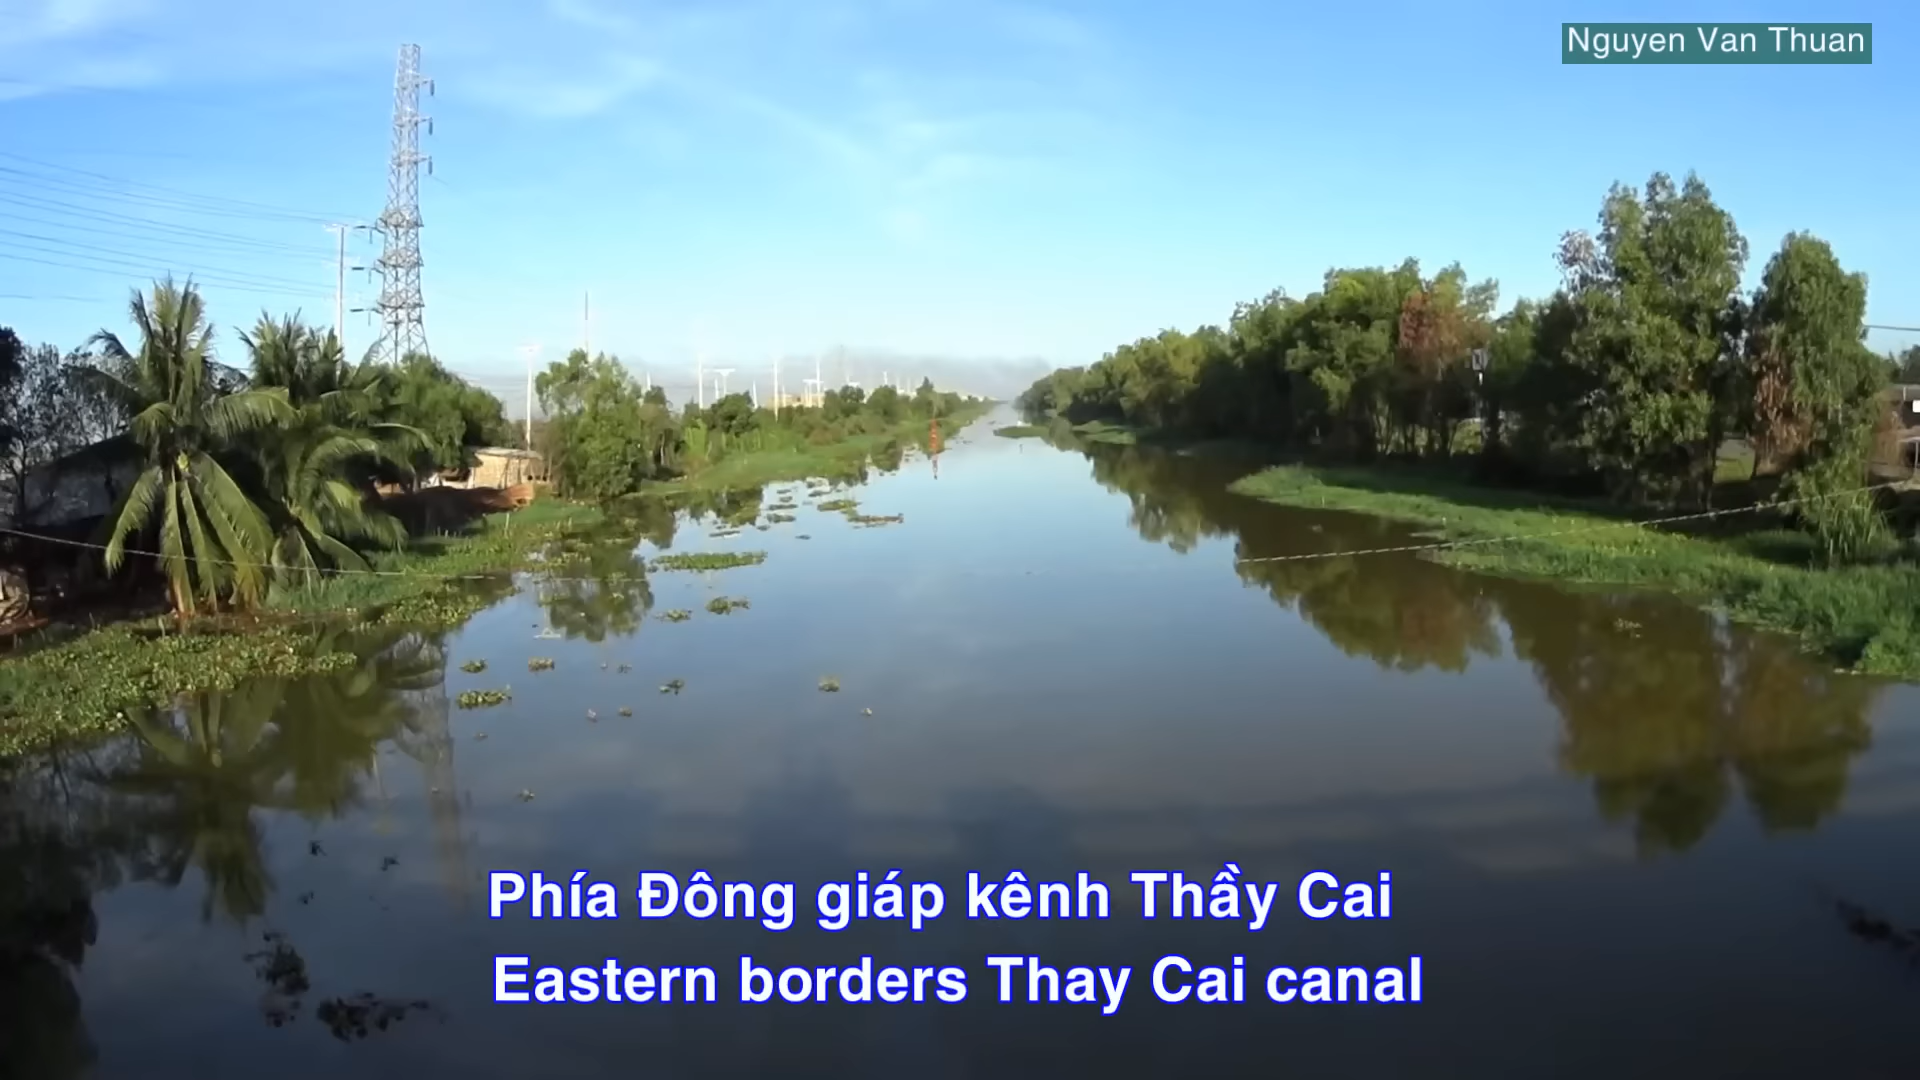 Nguyen Van Thuan
Phía Đông giáp kênh Thầy Cai
Eastern borders Thay Cai canal